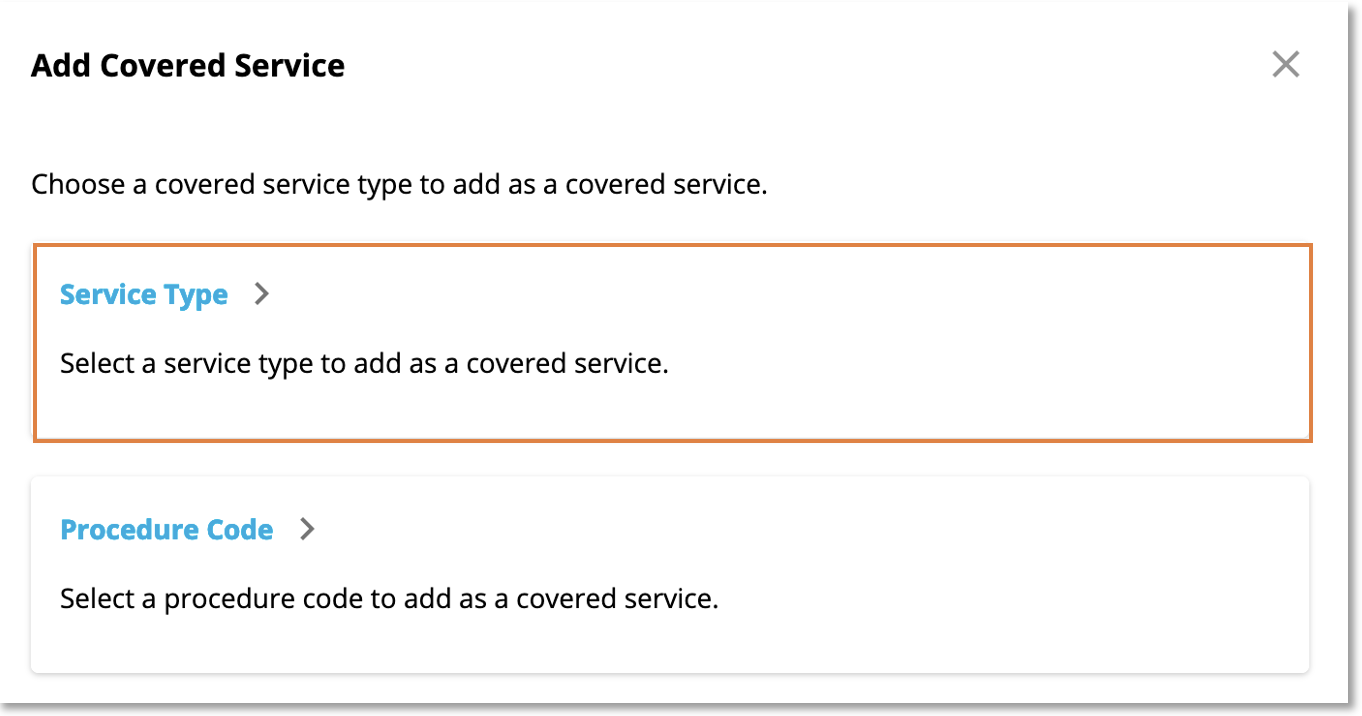 Add Covered Service
Choose a covered service type to add as a covered service.
Service Type
Select a service type to add as a covered service.
Procedure Code
Select a procedure code to add as a covered service.